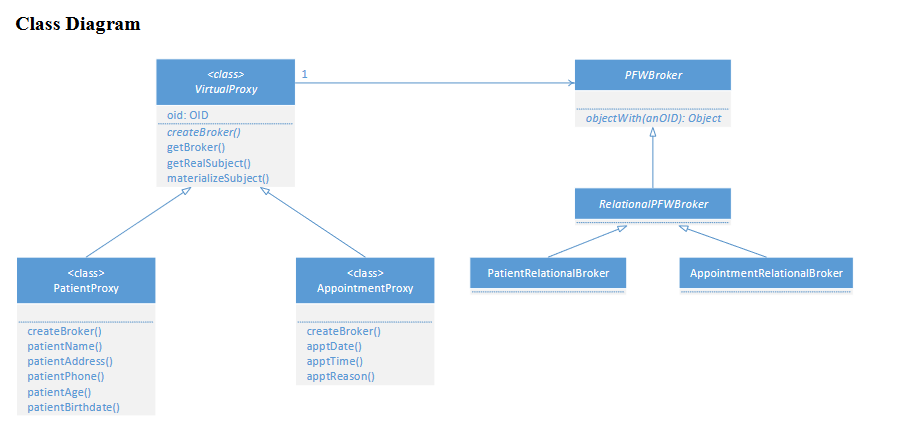 Class Diagram
<class>
VirtualProxy
oid: OID
createBroker()
getBroker()
getRealSubject()
materializeSubject()
1
PFWBroker
objectWith(anOID): Object
RelationalPFWBroker
<class>
PatientProxy
createBroker()
patientName()
patientAddress()
patientPhone()
patientAge()
patientBirthdate()
<class>
AppointmentProxy
createBroker()
apptDate()
apptTime()
apptReason()
PatientRelationalBroker
AppointmentRelationalBroker